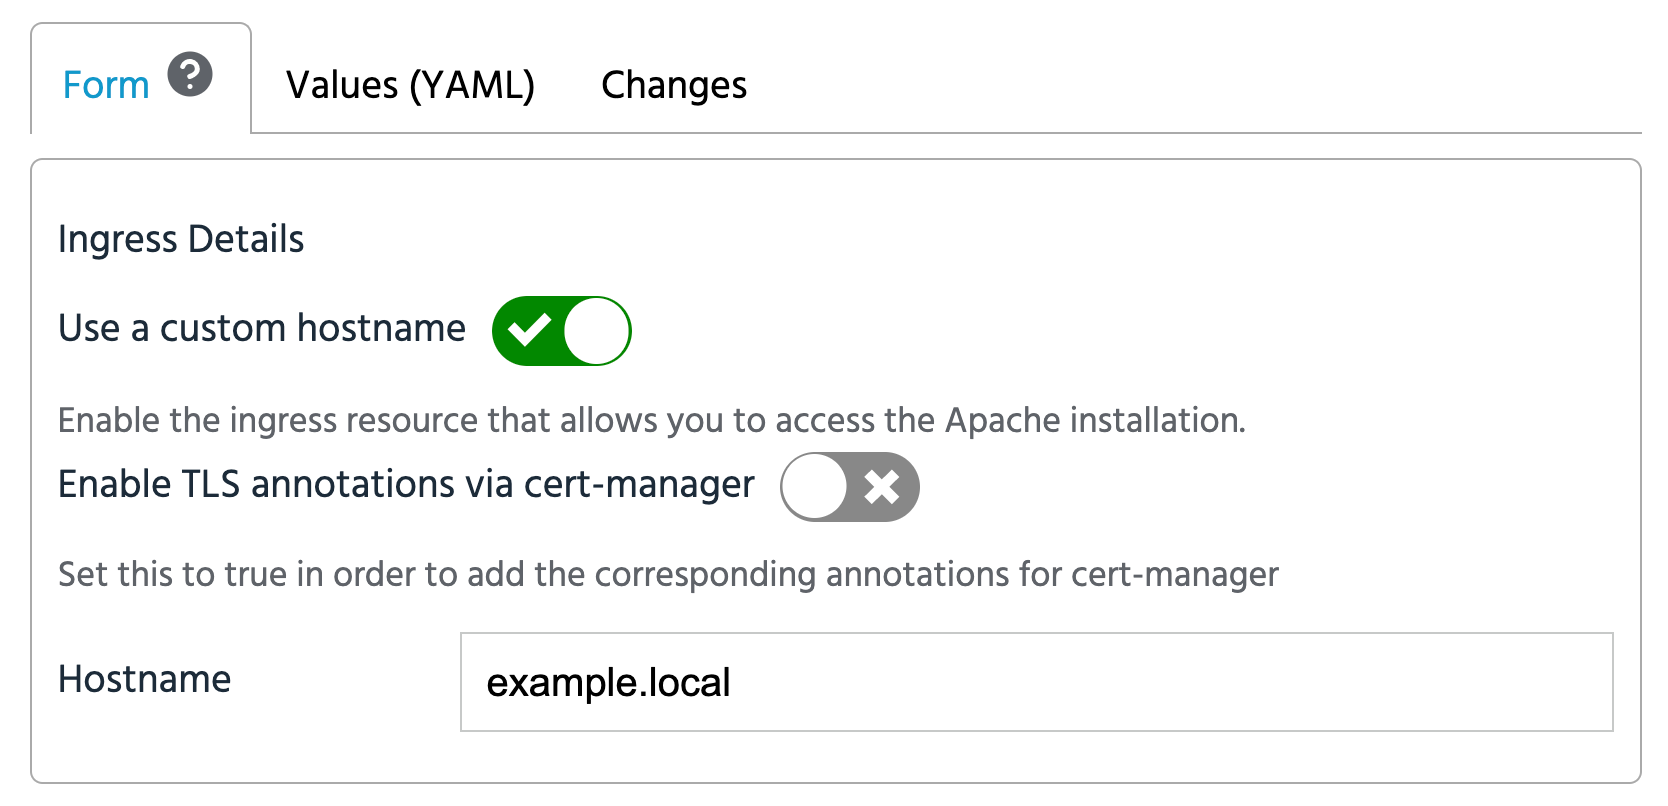 Form ? Values (YAML) Changes
Ingress Details
Use a custom hostname
Enable the ingress resource that allows you to access the Apache installation.
Enable TLS annotations via cert-manager
Set this to true in order to add the corresponding annotations for cert-manager
Hostname example.local